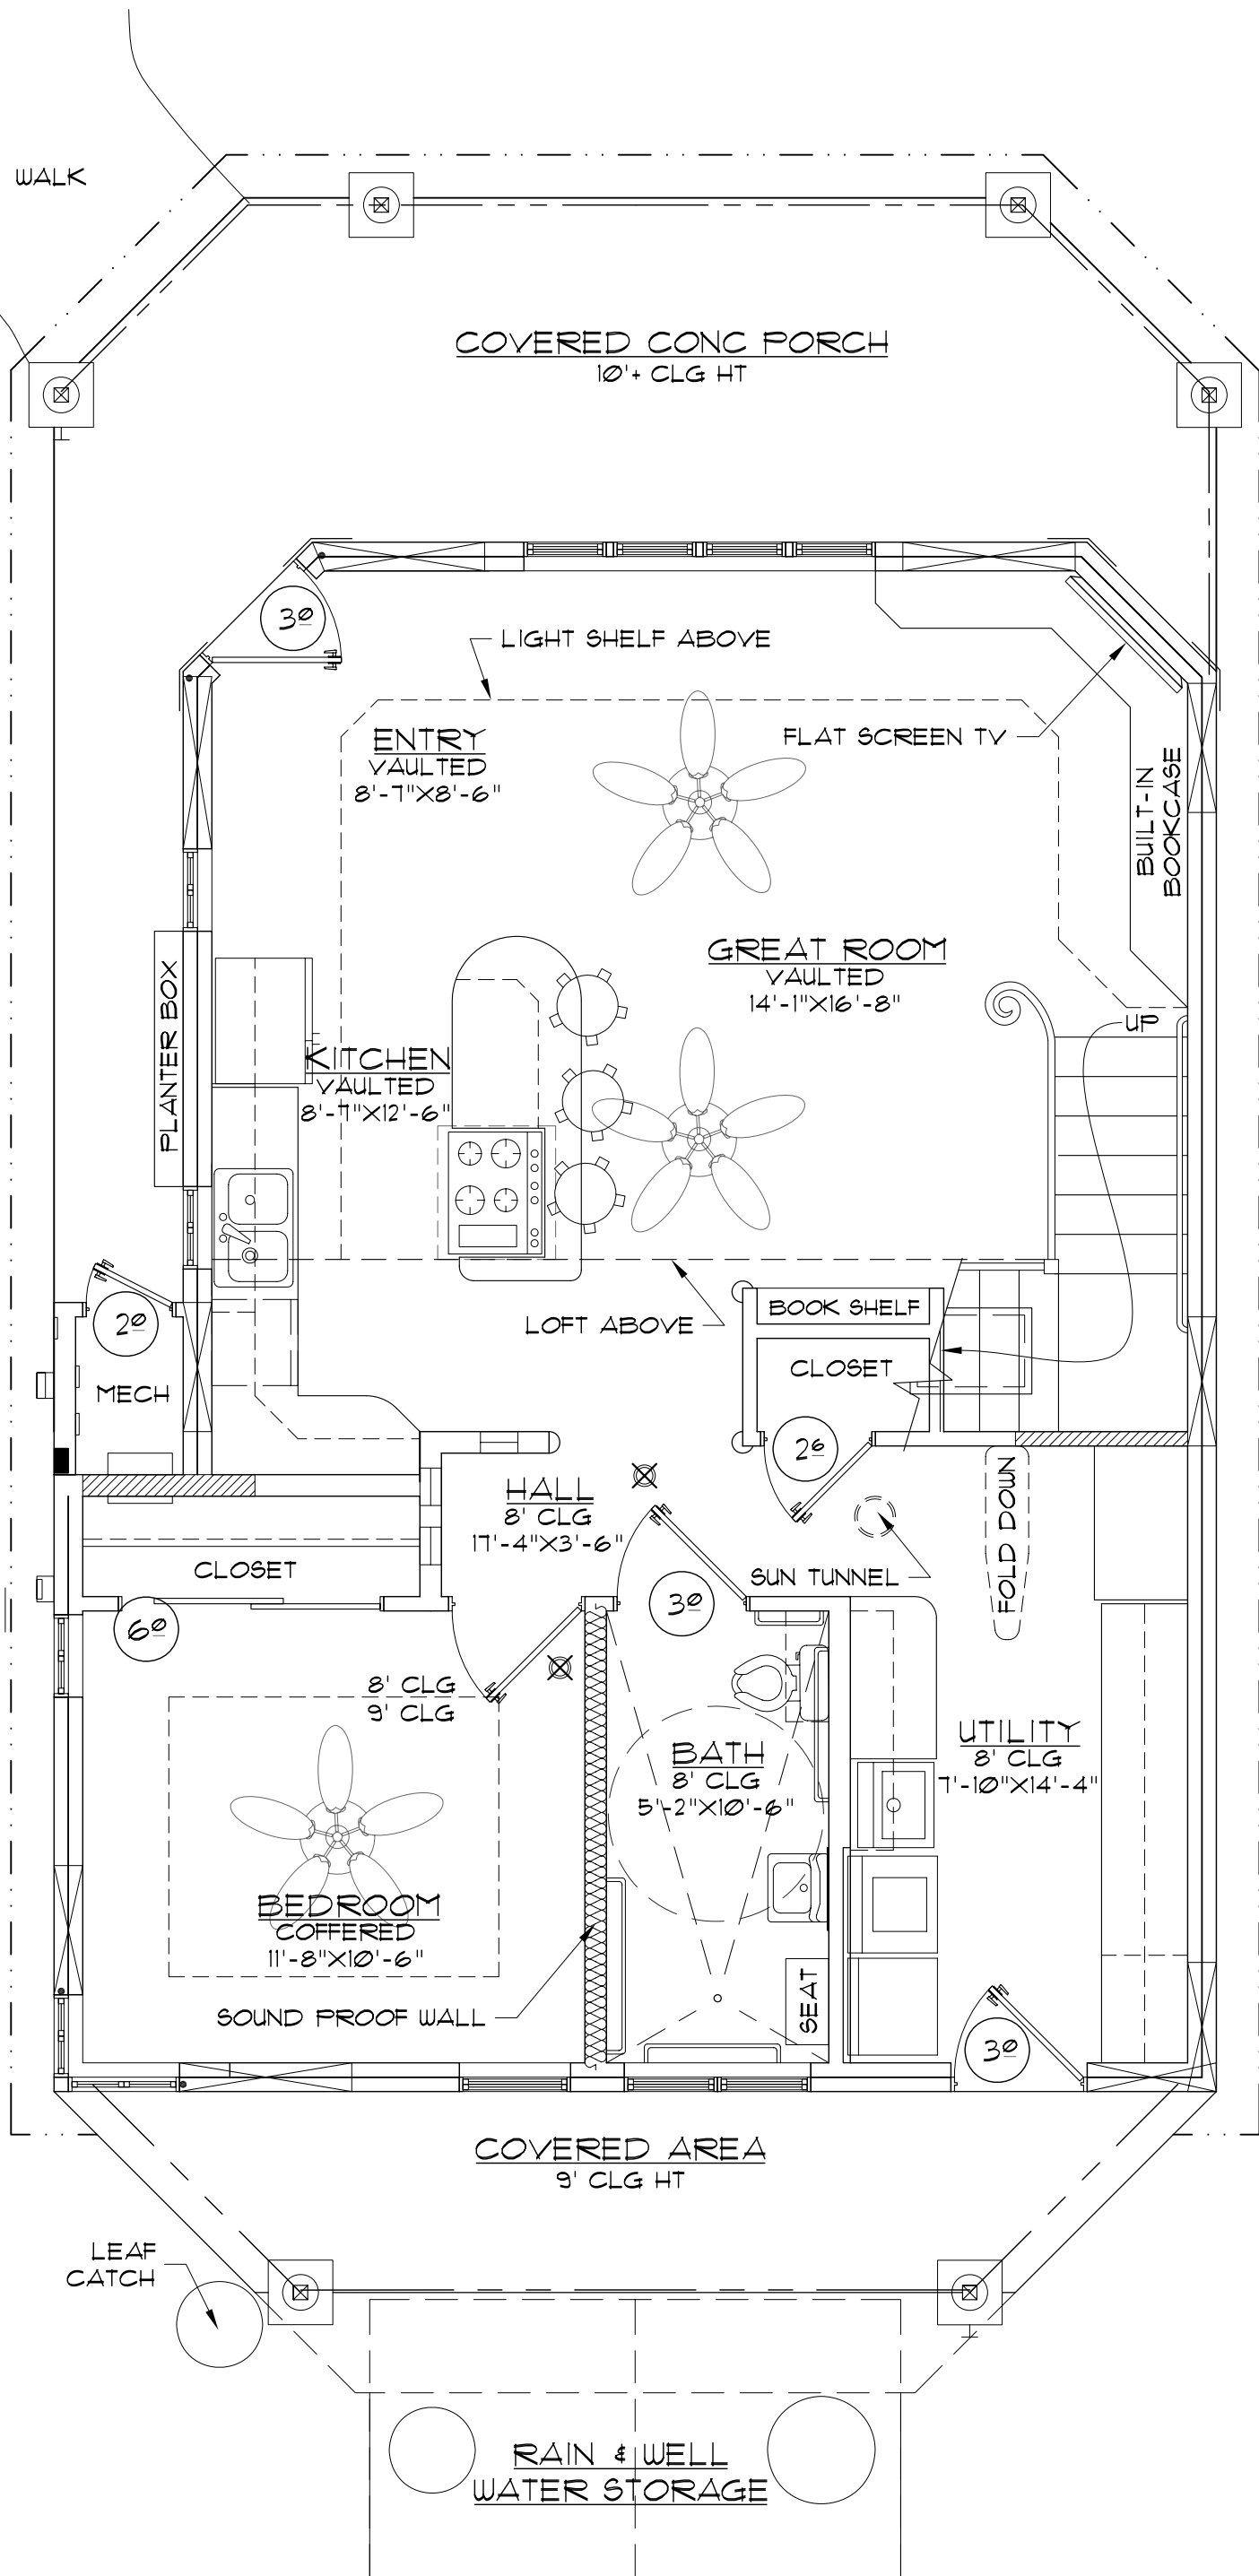 WALK
COVERED CONC PORCH
10'+ CLG HT
3⁰
LIGHT SHELF ABOVE
ENTRY
VAULTED
8'-7"X8'-6"
FLAT SCREEN TV
BUILT-IN
BOOKCASE
GREAT ROOM
VAULTED
14'-1"X16'-8"
PLANTER BOX
UP
KITCHEN
VAULTED
8'-7"X12'-6"
2⁰
BOOK SHELF
LOFT ABOVE
CLOSET
MECH
2⁶
HALL
8' CLG
17'-4"X3'-6"
FOLD DOWN
CLOSET
SUN TUNNEL
3⁰
6⁰
8' CLG
9' CLG
UTILITY
8' CLG
7'-10"X14'-4"
BATH
8' CLG
5'-2"X10'-6"
BEDROOM
COFFERED
11'-8"X10'-6"
SEAT
SOUND PROOF WALL
3⁰
COVERED AREA
9' CLG HT
LEAF
CATCH
RAIN & WELL
WATER STORAGE